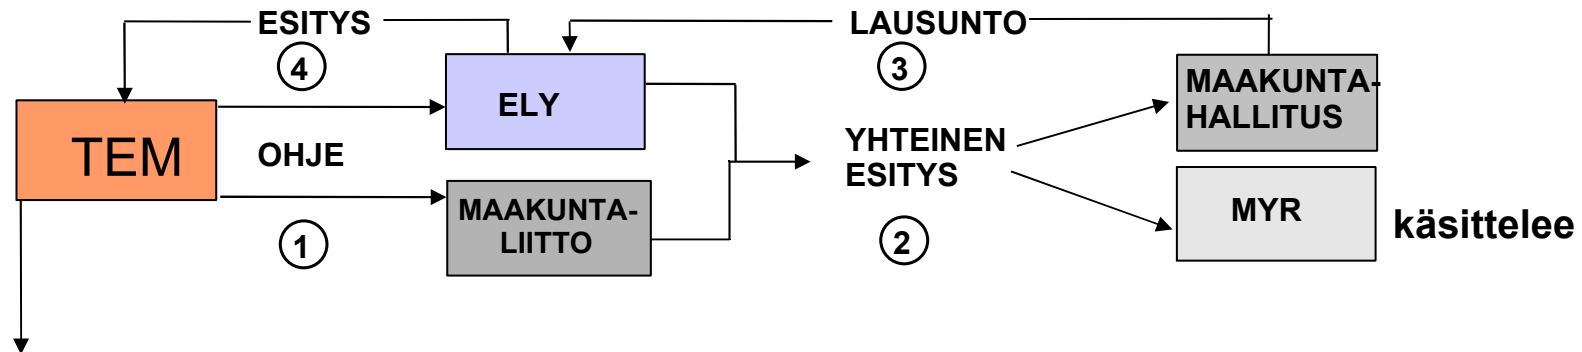 ESITYS
4
LAUSUNTO
3
TEM
OHJE
1
ELY
MAAKUNTA-
LIITTO
YHTEINEN
ESITYS
2
MAAKUNTA-
HALLITUS
MYR
käsittelee